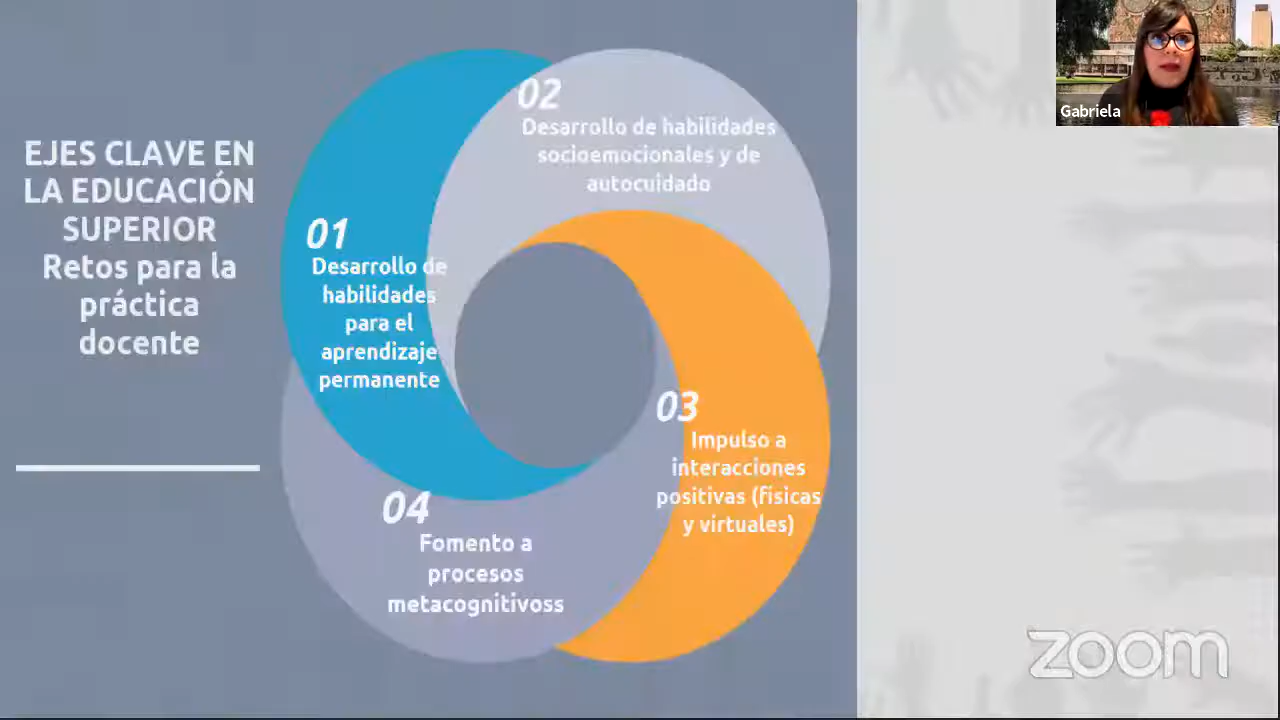 EJES CLAVE EN
LA EDUCACIÓN
SUPERIOR
Retos para la
práctica
docente
01
Desarrollo de
habilidades
para el
aprendizaje
permanente
02
Desarrollo de habilidades
socioemocionales y de
autocuidado
03
Impulso a
interacciones
positivas (físicas
y virtuales)
04
Fomento a
procesos
metacognitivoss
Gabriela
zoom